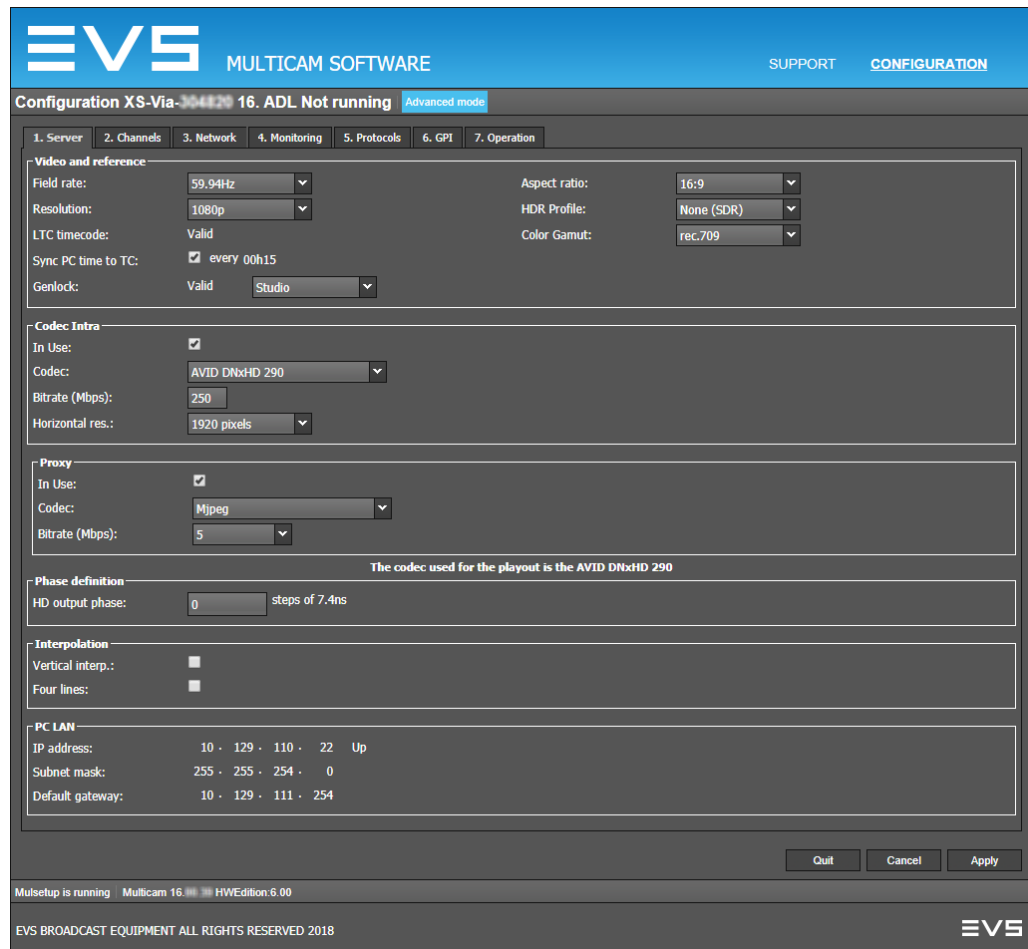 EVS MULTICAM SOFTWARE SUPPORT CONFIGURATION
Configuration XS-Via- 16. ADL Not running Advanced mode
1. Server 2. Channels 3. Network 4. Monitoring 5. Protocols 6. GPI 7. Operation
Video and reference
Field rate: 59.94Hz Aspect ratio: 16:9
Resolution: 1080p HDR Profile: None (SDR)
LTC timecode: Valid Color Gamut: rec.709
Sync PC time to TC: every 00h15
Genlock: Valid Studio
Codec Intra
In Use:
Codec: AVID DNxHD 290
Bitrate (Mbps): 250
Horizontal res.: 1920 pixels
Proxy
In Use:
Codec: Mjpeg
Bitrate (Mbps): 5
The codec used for the playout is the AVID DNxHD 290
Phase definition
HD output phase: 0 steps of 7.4ns
Interpolation
Vertical interp.:
Four lines:
PC LAN
IP address: 10 . 129 . 110 . 22 Up
Subnet mask: 255 . 255 . 254 . 0
Default gateway: 10 . 129 . 111 . 254
Quit Cancel Apply
Mulsetup is running Multicam 16. HWEdition:6.00
EVS BROADCAST EQUIPMENT ALL RIGHTS RESERVED 2018 EVS